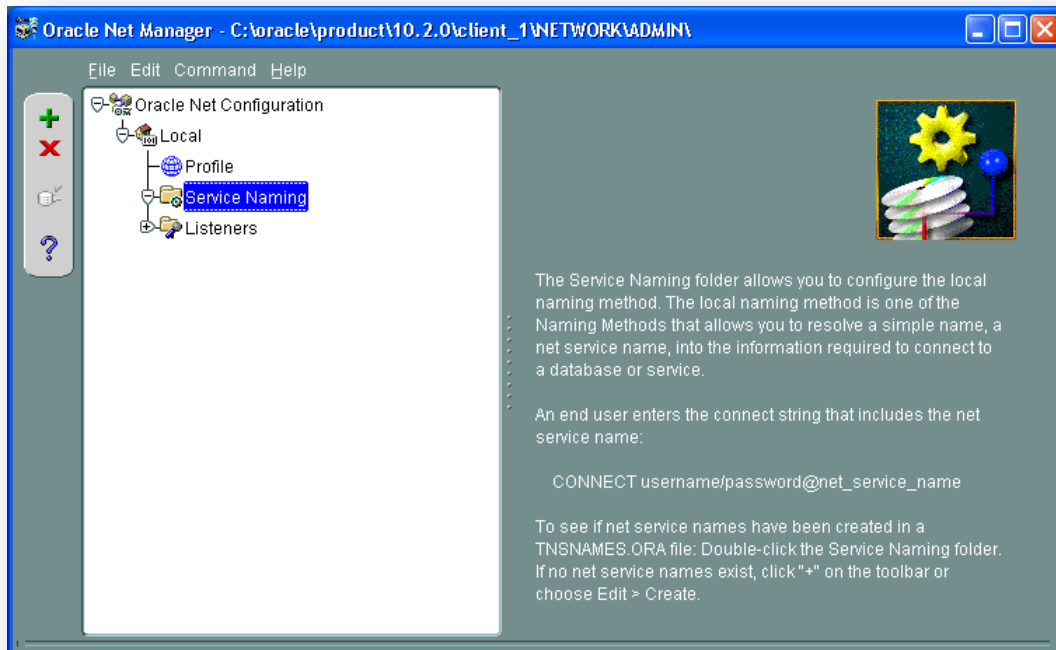 Oracle Net Manager - C:\oracle\product\10.2.0\client_1\NETWORK\ADMIN\
File Edit Command Help
Oracle Net Configuration
Local
Profile
Service Naming
Listeners
The Service Naming folder allows you to configure the local
naming method. The local naming method is one of the
Naming Methods that allows you to resolve a simple name, a
net service name, into the information required to connect to
a database or service.
An end user enters the connect string that includes the net
service name:
CONNECT username/password@net_service_name
To see if net service names have been created in a
TNSNAMES.ORA file: Double-click the Service Naming folder.
If no net service names exist, click "+" on the toolbar or
choose Edit > Create.